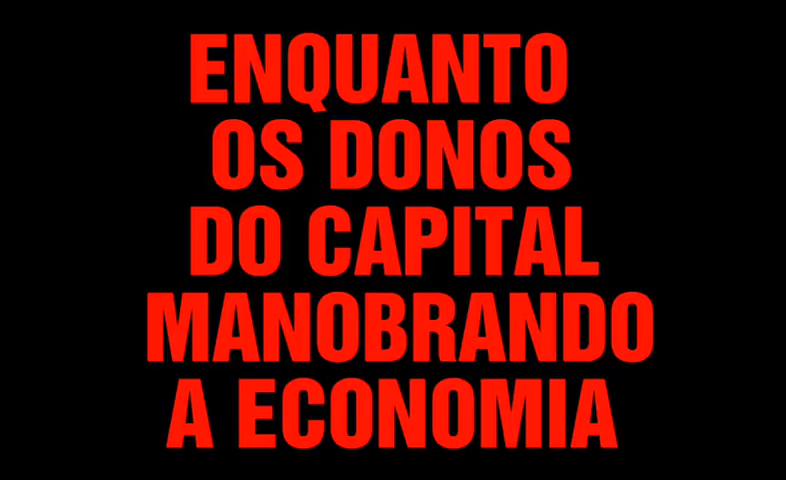 ENQUANTO
OS DONOS
DO CAPITAL
MANOBRANDO
A ECONOMIA